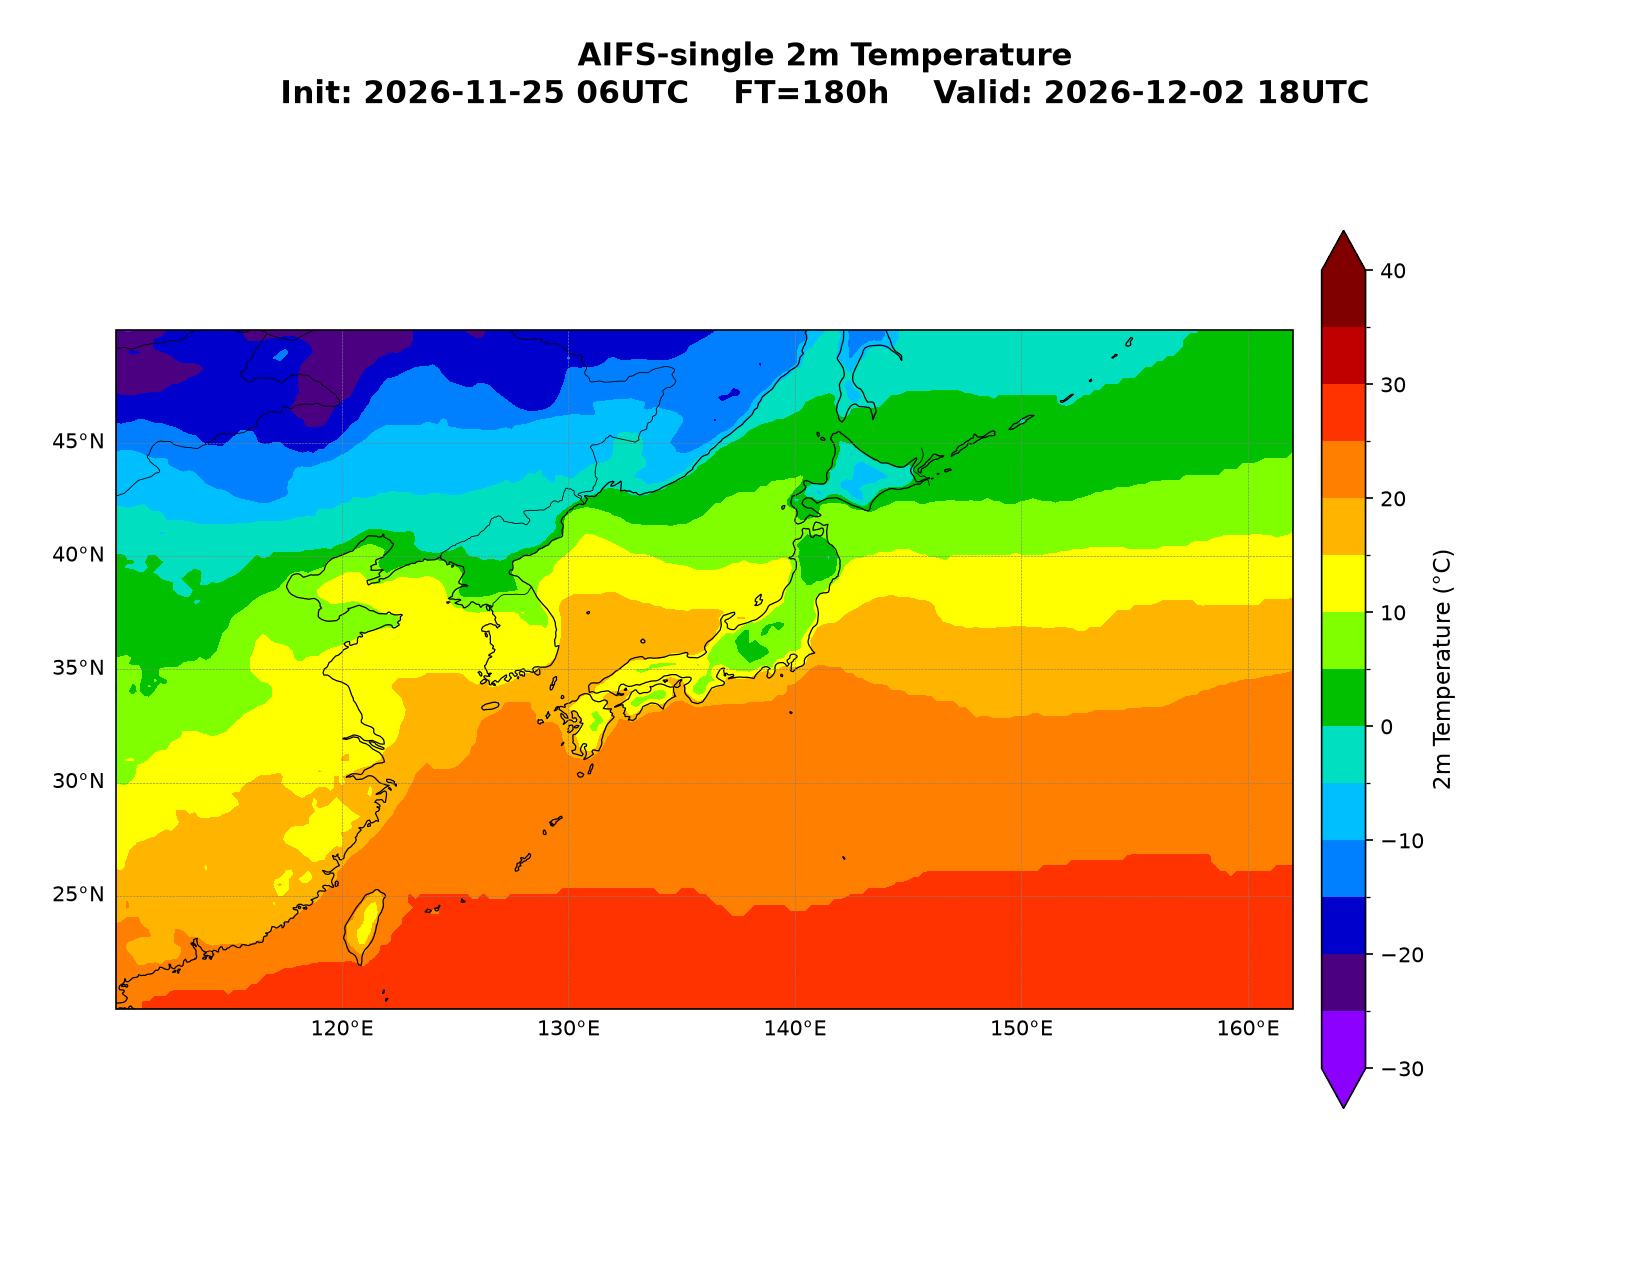 AIFS-single 2m Temperature
Init: 2026-11-25 06UTC    FT=180h    Valid: 2026-12-02 18UTC
45°N
40°N
35°N
30°N
25°N
120°E
130°E
140°E
150°E
160°E
40
30
20
10
0
−10
−20
−30
2m Temperature (°C)